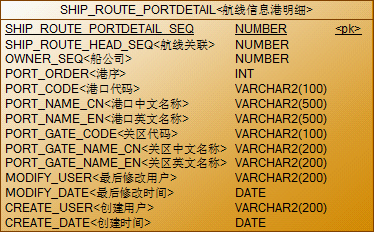 SHIP_ROUTE_PORTDETAIL<航线信息港明细>
SHIP_ROUTE_PORTDETAIL_SEQ NUMBER <pk>
SHIP_ROUTE_HEAD_SEQ<航线关联> NUMBER
OWNER_SEQ<船公司> NUMBER
PORT_ORDER<港序> INT
PORT_CODE<港口代码> VARCHAR2(100)
PORT_NAME_CN<港口中文名称> VARCHAR2(500)
PORT_NAME_EN<港口英文名称> VARCHAR2(500)
PORT_GATE_CODE<关区代码> VARCHAR2(100)
PORT_GATE_NAME_CN<关区中文名称> VARCHAR2(200)
PORT_GATE_NAME_EN<关区英文名称> VARCHAR2(200)
MODIFY_USER<最后修改用户> VARCHAR2(200)
MODIFY_DATE<最后修改时间> DATE
CREATE_USER<创建用户> VARCHAR2(200)
CREATE_DATE<创建时间> DATE